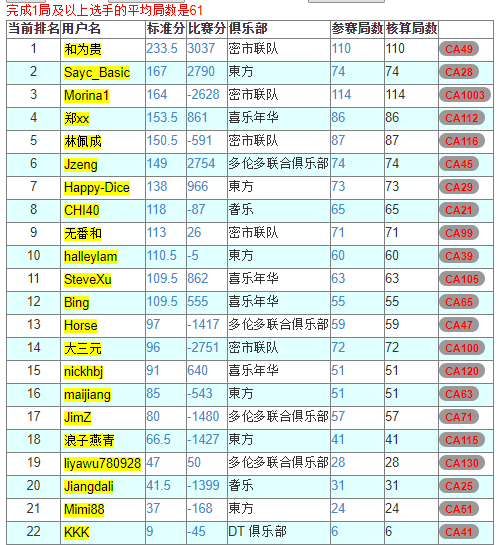 完成1局及以上选手的平均局数是61
当前排名 用户名 标准分 比赛分 俱乐部 参赛局数 核算局数
1 和为贵 233.5 3037 密市联队 110 110 CA49
2 Sayc_Basic 167 2790 東方 74 74 CA28
3 Morina1 164 -2628 密市联队 114 114 CA1003
4 郑xx 153.5 861 喜乐年华 86 86 CA112
5 林佩成 150.5 -591 密市联队 87 87 CA116
6 Jzeng 149 2754 多伦多联合俱乐部 74 74 CA45
7 Happy-Dice 138 966 東方 73 73 CA29
8 CHI40 118 -87 耆乐 65 65 CA21
9 无番和 113 26 密市联队 71 71 CA99
10 halleylam 110.5 -5 東方 60 60 CA39
11 SteveXu 109.5 862 喜乐年华 63 63 CA105
12 Bing 109.5 555 喜乐年华 55 55 CA65
13 Horse 97 -1417 多伦多联合俱乐部 59 59 CA47
14 大三元 96 -2751 密市联队 72 72 CA100
15 nickhbj 91 640 喜乐年华 51 51 CA120
16 maijiang 85 -543 東方 51 51 CA63
17 JimZ 80 -1480 多伦多联合俱乐部 57 57 CA71
18 浪子燕青 66.5 -1427 東方 41 41 CA115
19 liyawu780928 47 50 多伦多联合俱乐部 28 28 CA130
20 Jiangdali 41.5 -1399 耆乐 31 31 CA25
21 Mimi88 37 -168 東方 24 24 CA51
22 KKK 9 -45 DT 俱乐部 6 6 CA41